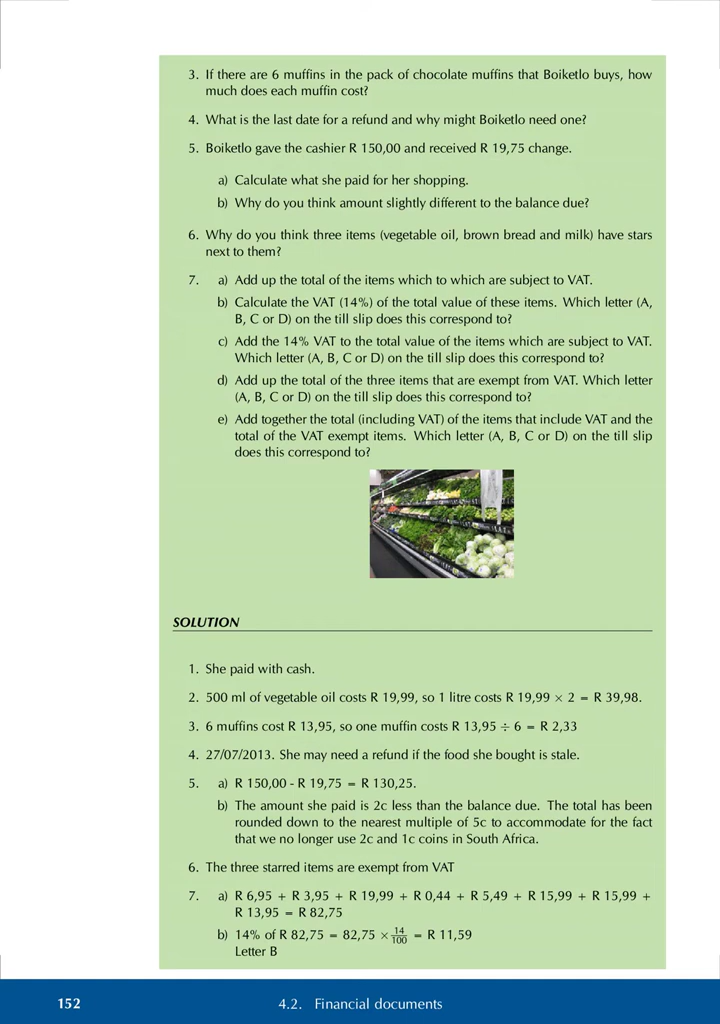 3. If there are 6 muffins in the pack of chocolate muffins that Boiketlo buys, how
much does each muffin cost?
4. What is the last date for a refund and why might Boiketlo need one?
5. Boiketlo gave the cashier R 150,00 and received R 19,75 change.
a) Calculate what she paid for her shopping.
b) Why do you think amount slightly different to the balance due?
6. Why do you think three items (vegetable oil, brown bread and milk) have stars
next to them?
7. a) Add up the total of the items which to which are subject to VAT.
b) Calculate the VAT (14%) of the total value of these items. Which letter (A,
B, C or D) on the till slip does this correspond to?
c) Add the 14% VAT to the total value of the items which are subject to VAT.
Which letter (A, B, C or D) on the till slip does this correspond to?
d) Add up the total of the three items that are exempt from VAT. Which letter
(A, B, C or D) on the till slip does this correspond to?
e) Add together the total (including VAT) of the items that include VAT and the
total of the VAT exempt items. Which letter (A, B, C or D) on the till slip
does this correspond to?
SOLUTION
1. She paid with cash.
2. 500 ml of vegetable oil costs R 19,99, so 1 litre costs R 19,99 × 2 = R 39,98.
3. 6 muffins cost R 13,95, so one muffin costs R 13,95 ÷ 6 = R 2,33
4. 27/07/2013. She may need a refund if the food she bought is stale.
5. a) R 150,00 - R 19,75 = R 130,25.
b) The amount she paid is 2c less than the balance due. The total has been
rounded down to the nearest multiple of 5c to accommodate for the fact
that we no longer use 2c and 1c coins in South Africa.
6. The three starred items are exempt from VAT
7. a) R 6,95 + R 3,95 + R 19,99 + R 0,44 + R 5,49 + R 15,99 + R 15,99 +
R 13,95 = R 82,75
b) 14% of R 82,75 = 82,75 × 14/100 = R 11,59
Letter B
152 4.2. Financial documents